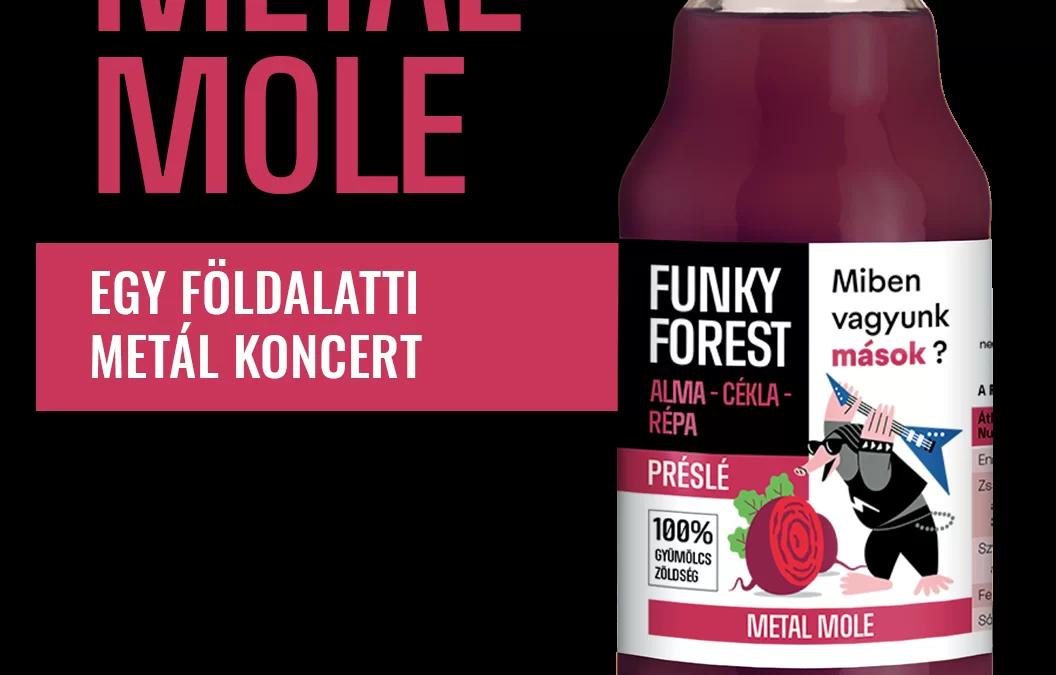 METAL
MOLE
EGY FÖLDALATTI
METÁL KONCERT
FUNKY
FOREST
ALMA - CÉKLA -
RÉPA
PRÉSLÉ
100%
GYÜMÖLCS
ZÖLDSÉG
METAL MOLE
Miben
vagyunk
mások ?